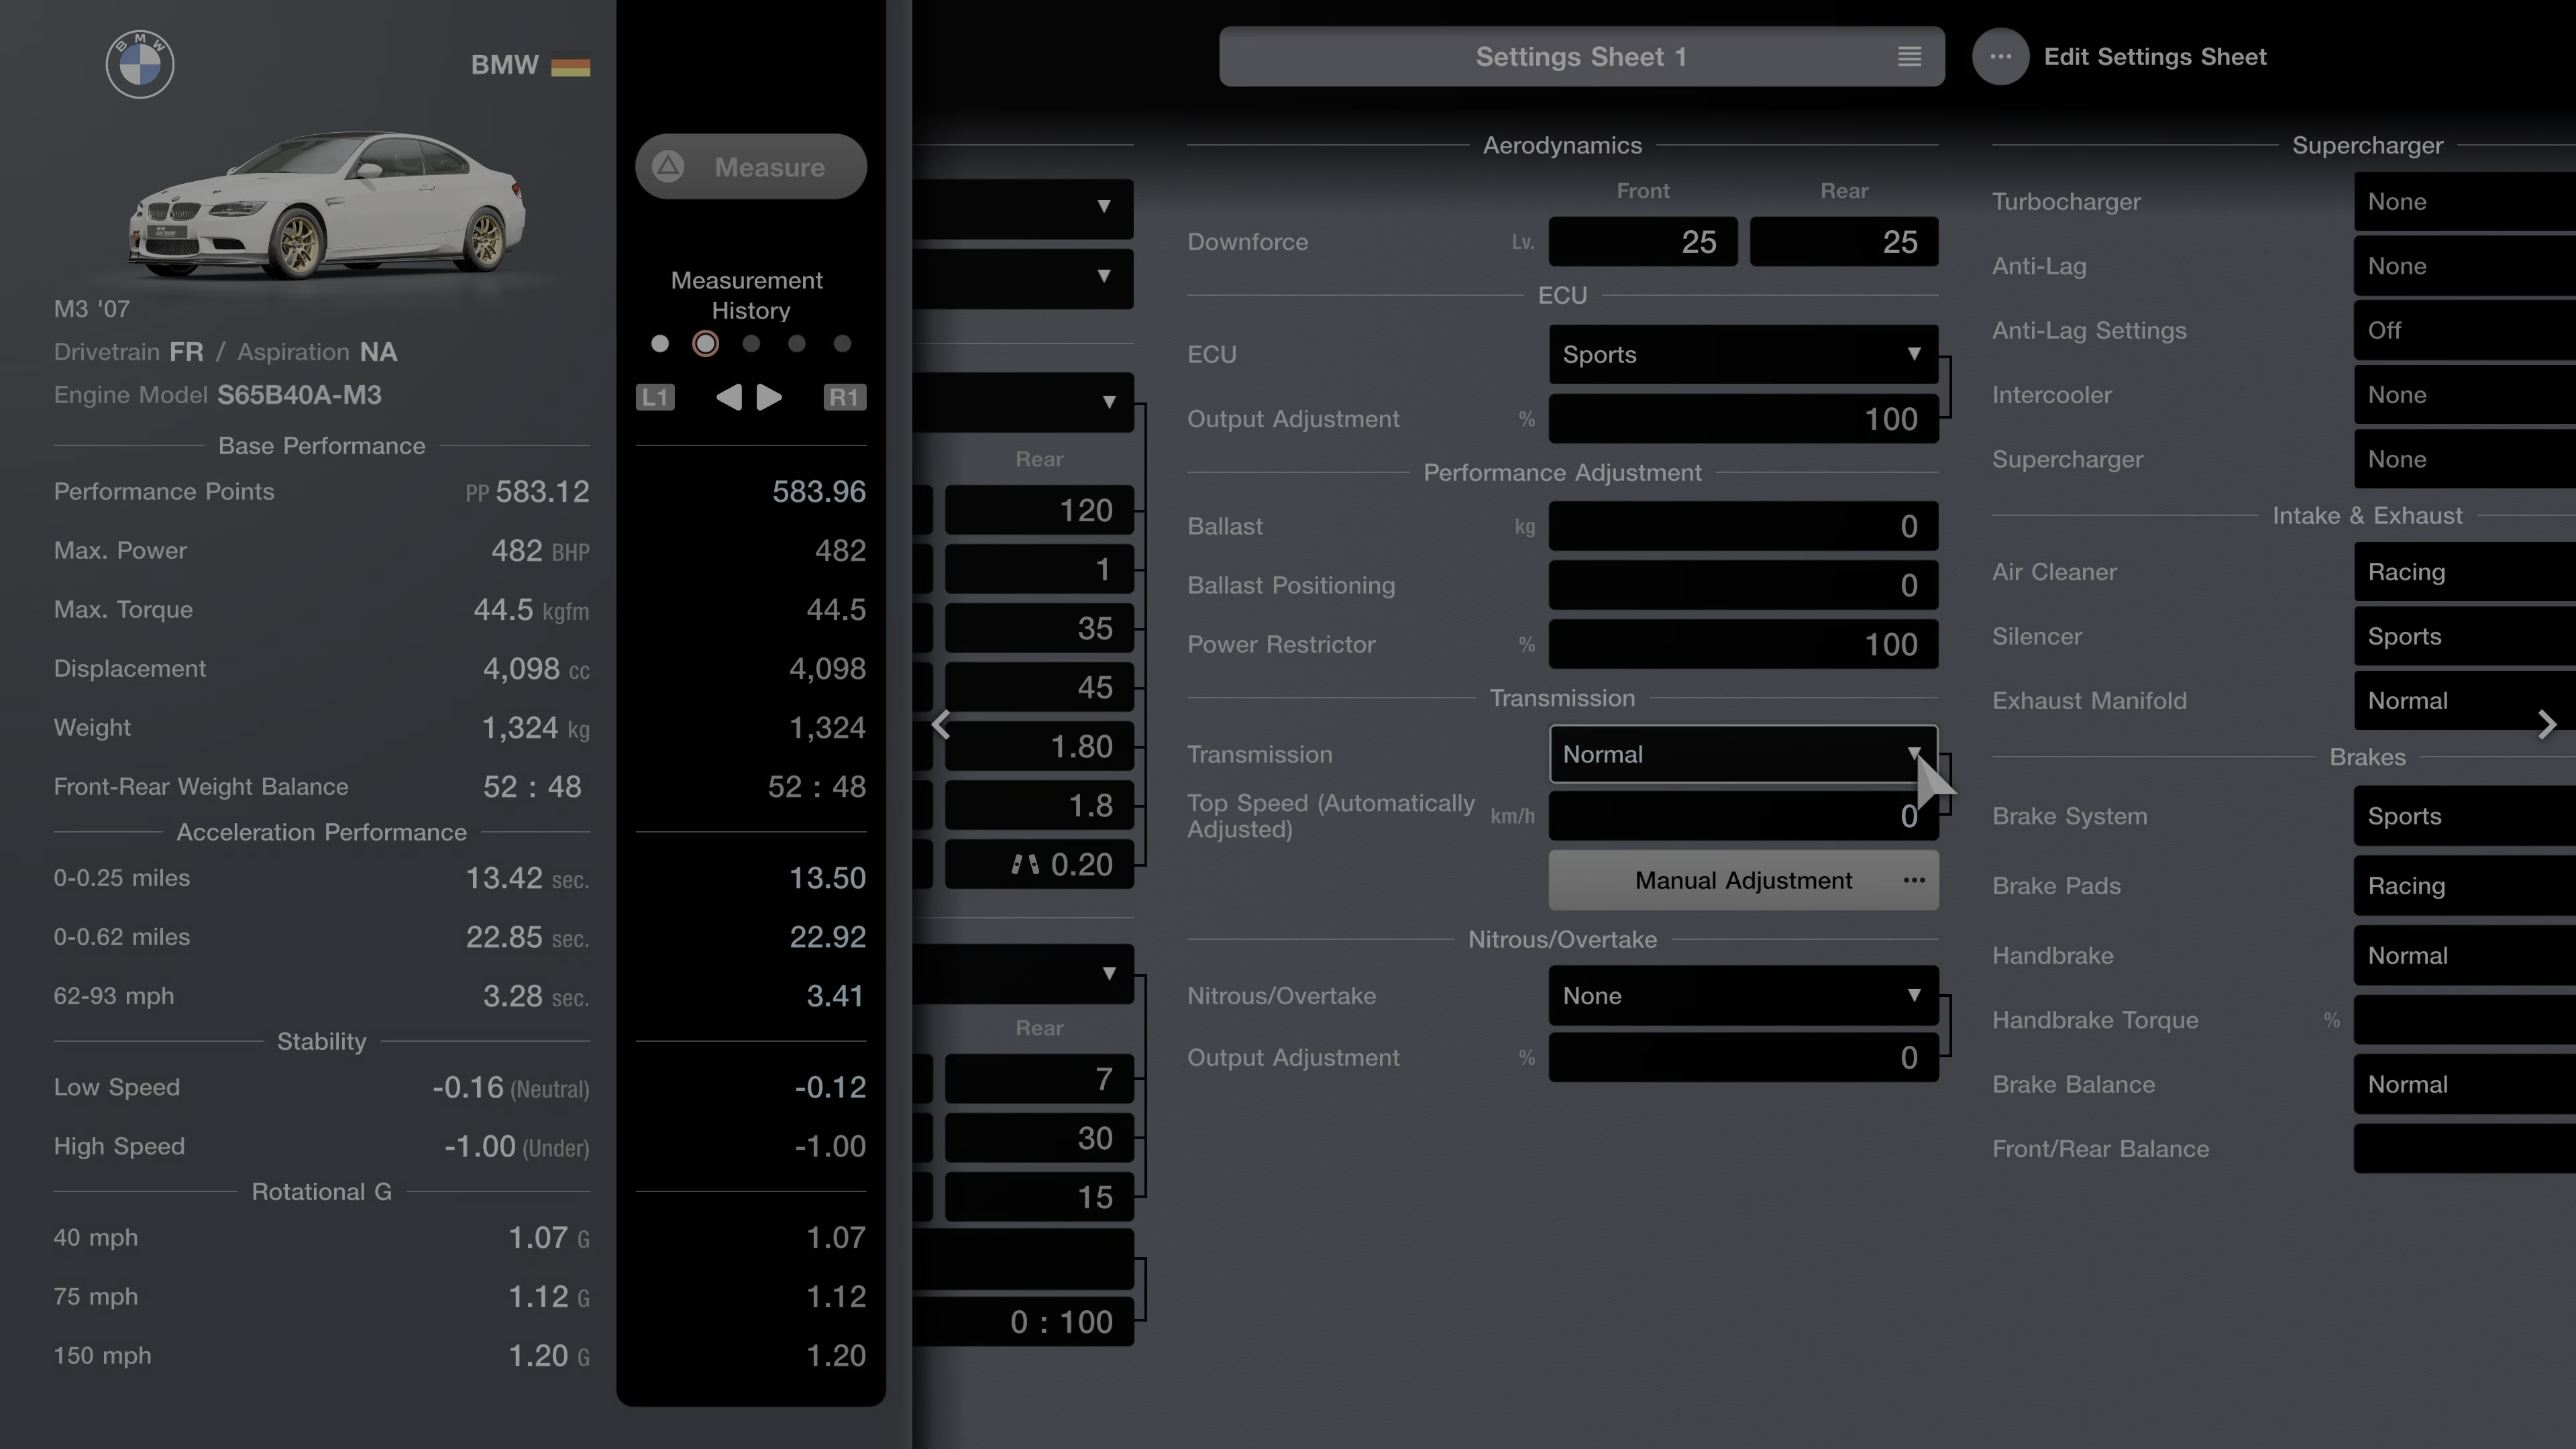 BMW
BMW
M3 '07
Drivetrain FR / Aspiration NA
Engine Model S65B40A-M3
Base Performance
Performance Points PP 583.12
Max. Power 482 BHP
Max. Torque 44.5 kgfm
Displacement 4,098 cc
Weight 1,324 kg
Front-Rear Weight Balance 52 : 48
Acceleration Performance
0-0.25 miles 13.42 sec.
0-0.62 miles 22.85 sec.
62-93 mph 3.28 sec.
Stability
Low Speed -0.16 (Neutral)
High Speed -1.00 (Under)
Rotational G
40 mph 1.07 G
75 mph 1.12 G
150 mph 1.20 G
Measure
Measurement
History
L1 R1
583.96
482
44.5
4,098
1,324
52 : 48
13.50
22.92
3.41
-0.12
-1.00
1.07
1.12
1.20
Rear
120
1
35
45
1.80
1.8
0.20
Rear
7
30
15
0 : 100
Settings Sheet 1
Edit Settings Sheet
Aerodynamics
Front Rear
Downforce Lv. 25 25
ECU
ECU Sports
Output Adjustment % 100
Performance Adjustment
Ballast kg 0
Ballast Positioning 0
Power Restrictor % 100
Transmission
Transmission Normal
Top Speed (Automatically
Adjusted) km/h 0
Manual Adjustment
Nitrous/Overtake
Nitrous/Overtake None
Output Adjustment % 0
Supercharger
Turbocharger None
Anti-Lag None
Anti-Lag Settings Off
Intercooler None
Supercharger None
Intake & Exhaust
Air Cleaner Racing
Silencer Sports
Exhaust Manifold Normal
Brakes
Brake System Sports
Brake Pads Racing
Handbrake Normal
Handbrake Torque %
Brake Balance Normal
Front/Rear Balance